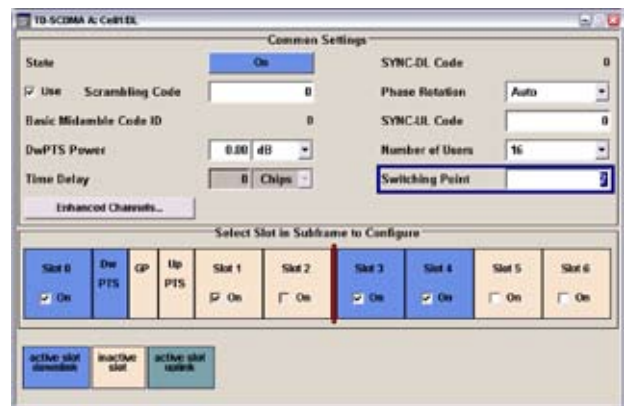 TD-SCDMA A: Cell1 DL
Common Settings
State On SYNC-DL Code 0
Use Scrambling Code 0 Phase Rotation Auto
Basic Midamble Code ID 0 SYNC-UL Code 0
DwPTS Power 0.00 dB Number of Users 16
Time Delay 0 Chips Switching Point
Enhanced Channels...
Select Slot in Subframe to Configure
Slot 0 Dw PTS GP Up PTS Slot 1 Slot 2 Slot 3 Slot 4 Slot 5 Slot 6
On On On On On On On
active slot downlink inactive slot active slot uplink